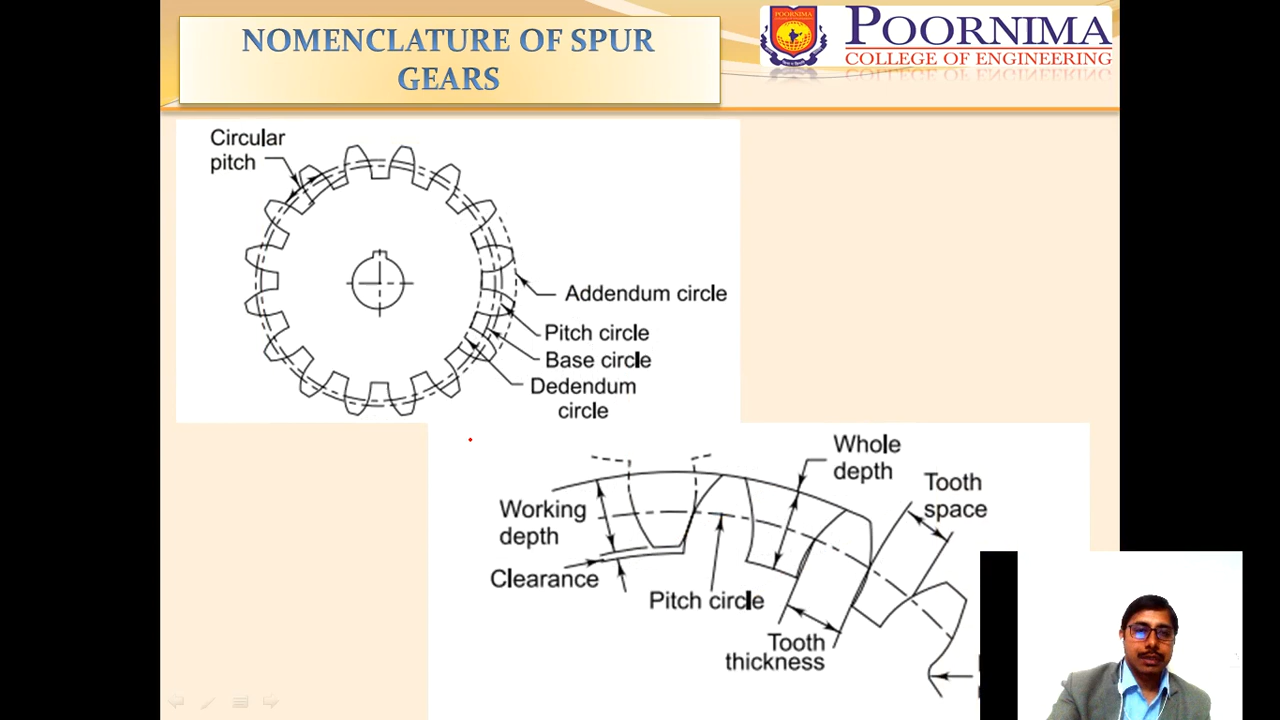 NOMENCLATURE OF SPUR
GEARS
POORNIMA
COLLEGE OF ENGINEERING
Circular
pitch
Addendum circle
Pitch circle
Base circle
Dedendum
circle
Whole
depth
Tooth
space
Working
depth
Clearance
Pitch circle
Tooth
thickness